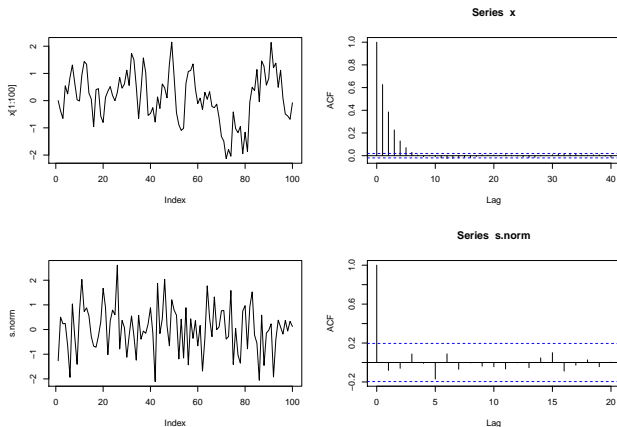 Series x
x[1:100]
2
1
0
-1
-2
0 20 40 60 80 100
Index
ACF
1.0
0.8
0.6
0.4
0.2
0.0
0 10 20 30 40
Lag
Series s.norm
s.norm
2
1
0
-1
-2
0 20 40 60 80 100
Index
ACF
1.0
0.6
0.2
-0.2
0 5 10 15 20
Lag